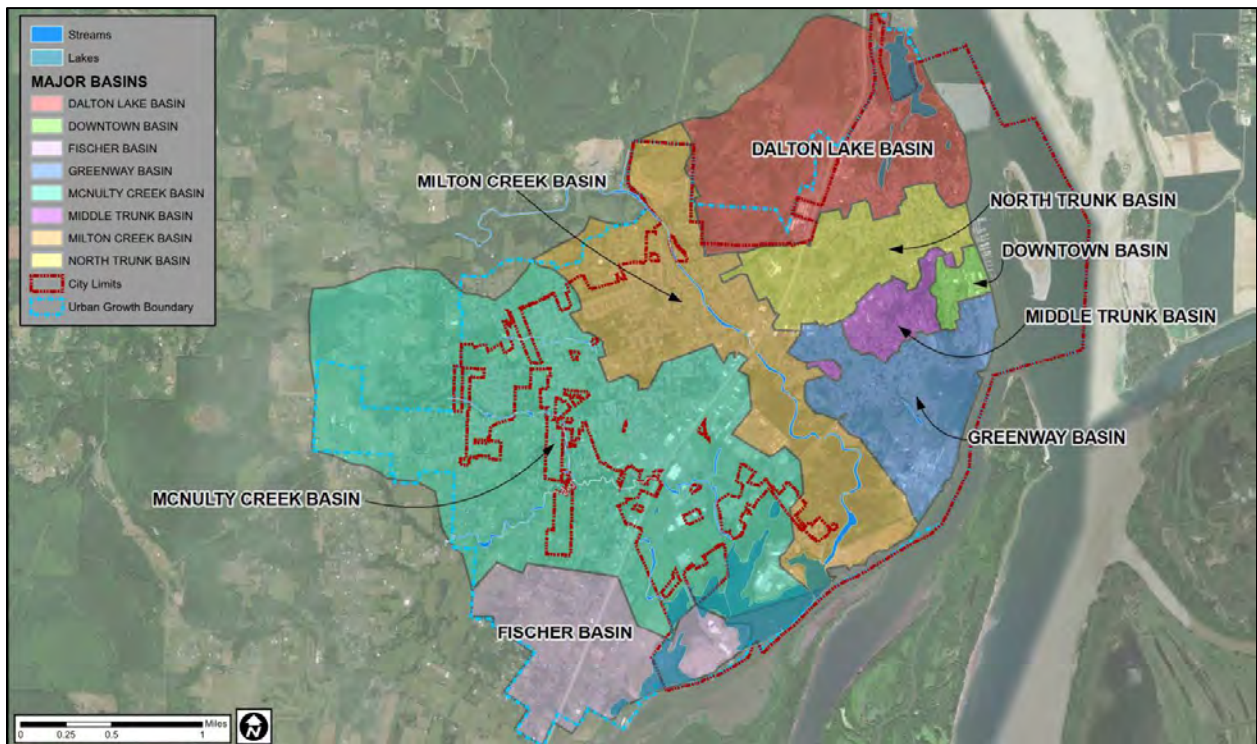 Streams
Lakes
MAJOR BASINS
DALTON LAKE BASIN
DOWNTOWN BASIN
FISCHER BASIN
GREENWAY BASIN
MCNULTY CREEK BASIN
MIDDLE TRUNK BASIN
MILTON CREEK BASIN
NORTH TRUNK BASIN
City Limits
Urban Growth Boundary
DALTON LAKE BASIN
MILTON CREEK BASIN
NORTH TRUNK BASIN
DOWNTOWN BASIN
MIDDLE TRUNK BASIN
GREENWAY BASIN
MCNULTY CREEK BASIN
FISCHER BASIN
Miles
0 0.25 0.5 1
N